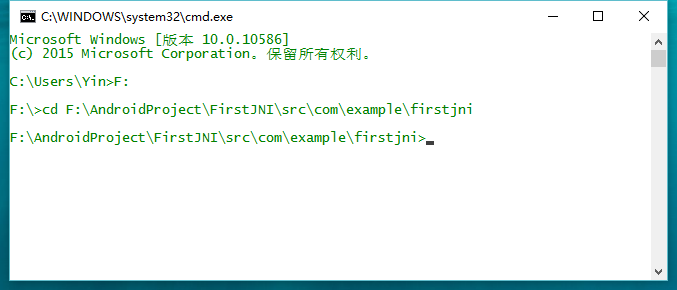 C:\WINDOWS\system32\cmd.exe
Microsoft Windows [版本 10.0.10586]
(c) 2015 Microsoft Corporation。保留所有权利。
C:\Users\Yin>F:
F:\>cd F:\AndroidProject\FirstJNI\src\com\example\firstjni
F:\AndroidProject\FirstJNI\src\com\example\firstjni>